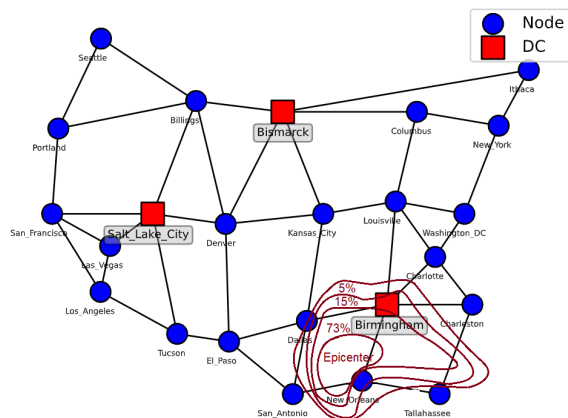 Node
DC
Seattle
Ithaca
Billings
Bismarck
Columbus
New_York
Portland
San_Francisco
Salt_Lake_City
Denver
Kansas_City
Louisville
Washington_DC
Las_Vegas
Charlotte
Los_Angeles
5%
15%
Charleston
Birmingham
73%
Dallas
Tucson
El_Paso
Epicenter
New_Orleans
San_Antonio
Tallahassee